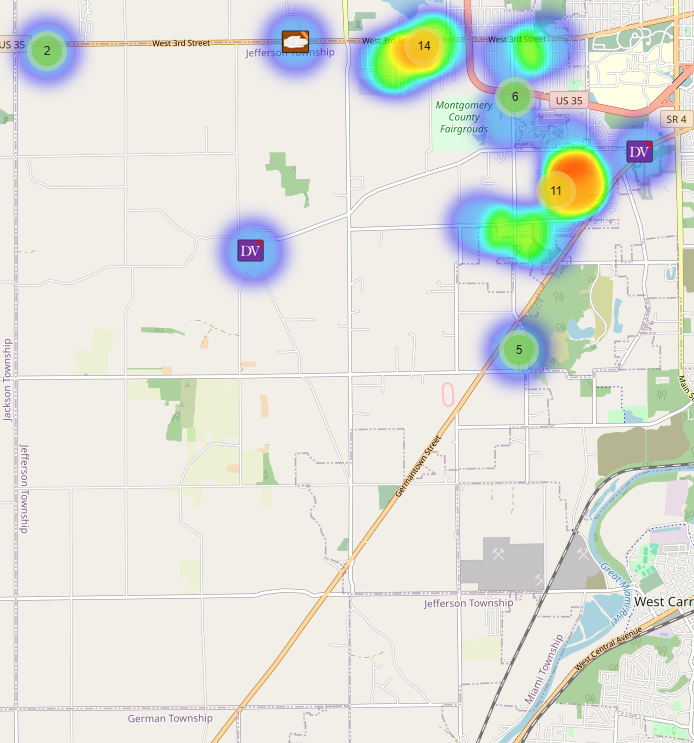 US 35
2
West 3rd Street
Jefferson Township
West 3rd
14
West 3rd Street
6
US 35
SR 4
Montgomery
County
Fairgrouds
DV
11
DV
5
Jackson Township
Jefferson Township
Main S
Germantown Street
Great Miami River
Jefferson Township
West Carr
West Central Avenue
Miami Township
German Township